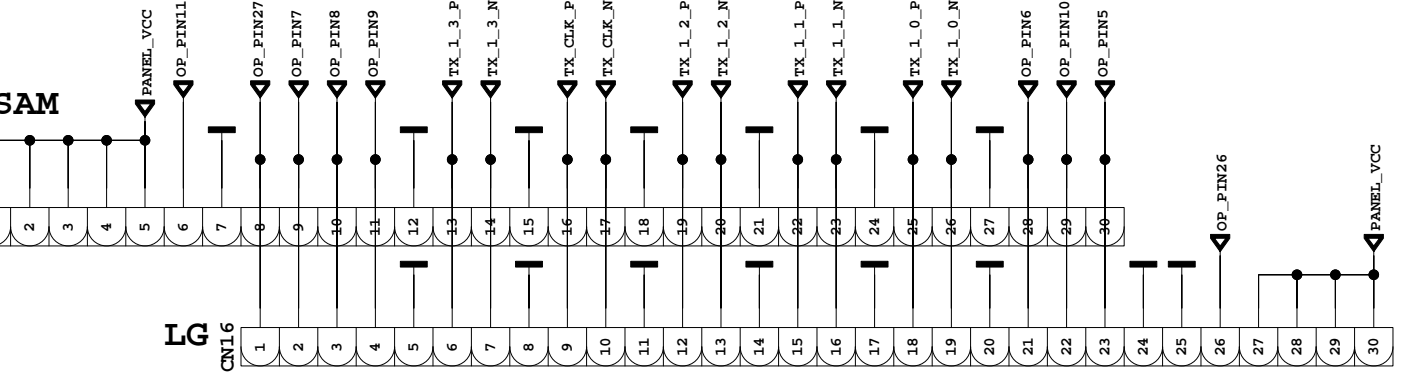 PANEL_VCC
OP_PIN11
OP_PIN27
OP_PIN7
OP_PIN8
OP_PIN9
TX_1_3_P
TX_1_3_N
TX_CLK_P
TX_CLK_N
TX_1_2_P
TX_1_2_N
TX_1_1_P
TX_1_1_N
TX_1_0_P
TX_1_0_N
OP_PIN6
OP_PIN10
OP_PIN5
SAM
OP_PIN26
PANEL_VCC
2 3 4 5 6 7 8 9 10 11 12 13 14 15 16 17 18 19 20 21 22 23 24 25 26 27 28 29 30
LG
CN16
1 2 3 4 5 6 7 8 9 10 11 12 13 14 15 16 17 18 19 20 21 22 23 24 25 26 27 28 29 30